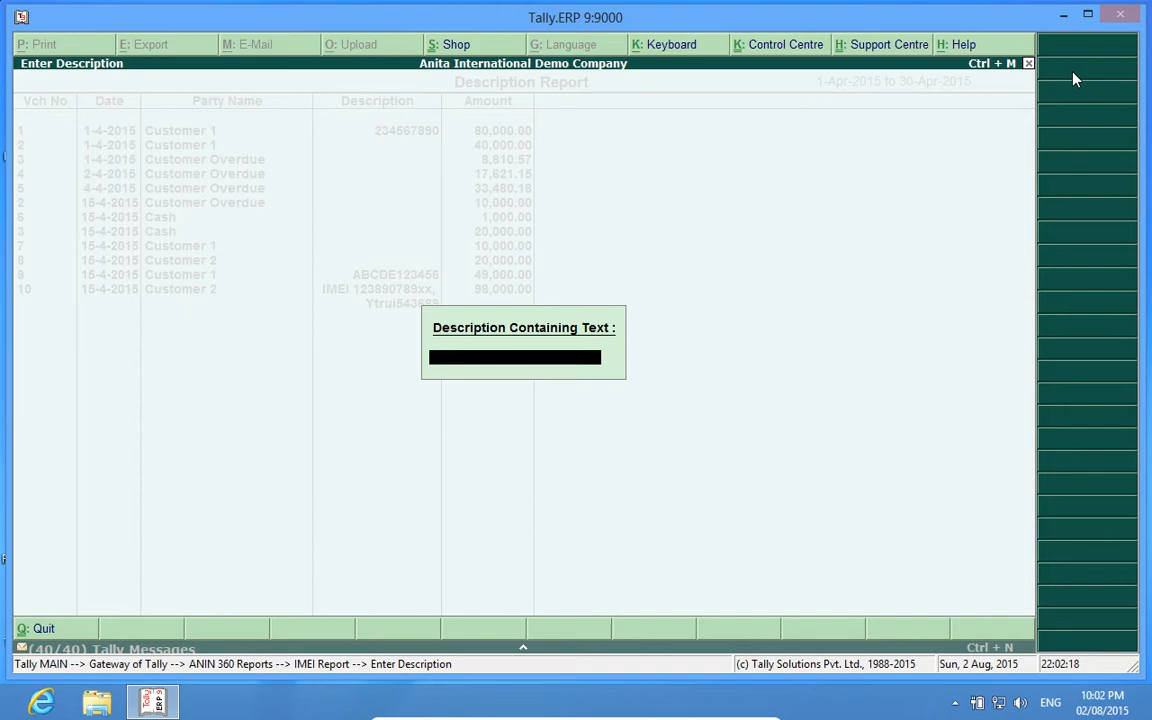 Tally.ERP 9:9000
P: Print E: Export M: E-Mail O: Upload S: Shop G: Language K: Keyboard K: Control Centre H: Support Centre H: Help
Enter Description Anita International Demo Company Ctrl + M
Description Report 1-Apr-2015 to 30-Apr-2015
Vch No Date Party Name Description Amount
1 1-4-2015 Customer 1 234567890 80,000.00
2 1-4-2015 Customer 1 40,000.00
3 1-4-2015 Customer Overdue 8,810.57
4 2-4-2015 Customer Overdue 17,621.15
5 4-4-2015 Customer Overdue 33,480.18
2 15-4-2015 Customer Overdue 10,000.00
6 15-4-2015 Cash 1,000.00
3 15-4-2015 Cash 20,000.00
7 15-4-2015 Customer 1 10,000.00
8 15-4-2015 Customer 2 20,000.00
9 15-4-2015 Customer 1 ABCDE123456 49,000.00
10 15-4-2015 Customer 2 IMEI 123890789xx, 98,000.00
Description Containing Text :
Q: Quit
(40/40) Tally Messages Ctrl + N
Tally MAIN --> Gateway of Tally --> ANIN 360 Reports --> IMEI Report --> Enter Description (c) Tally Solutions Pvt. Ltd., 1988-2015 Sun, 2 Aug, 2015 22:02:18
ENG 10:02 PM
02/08/2015